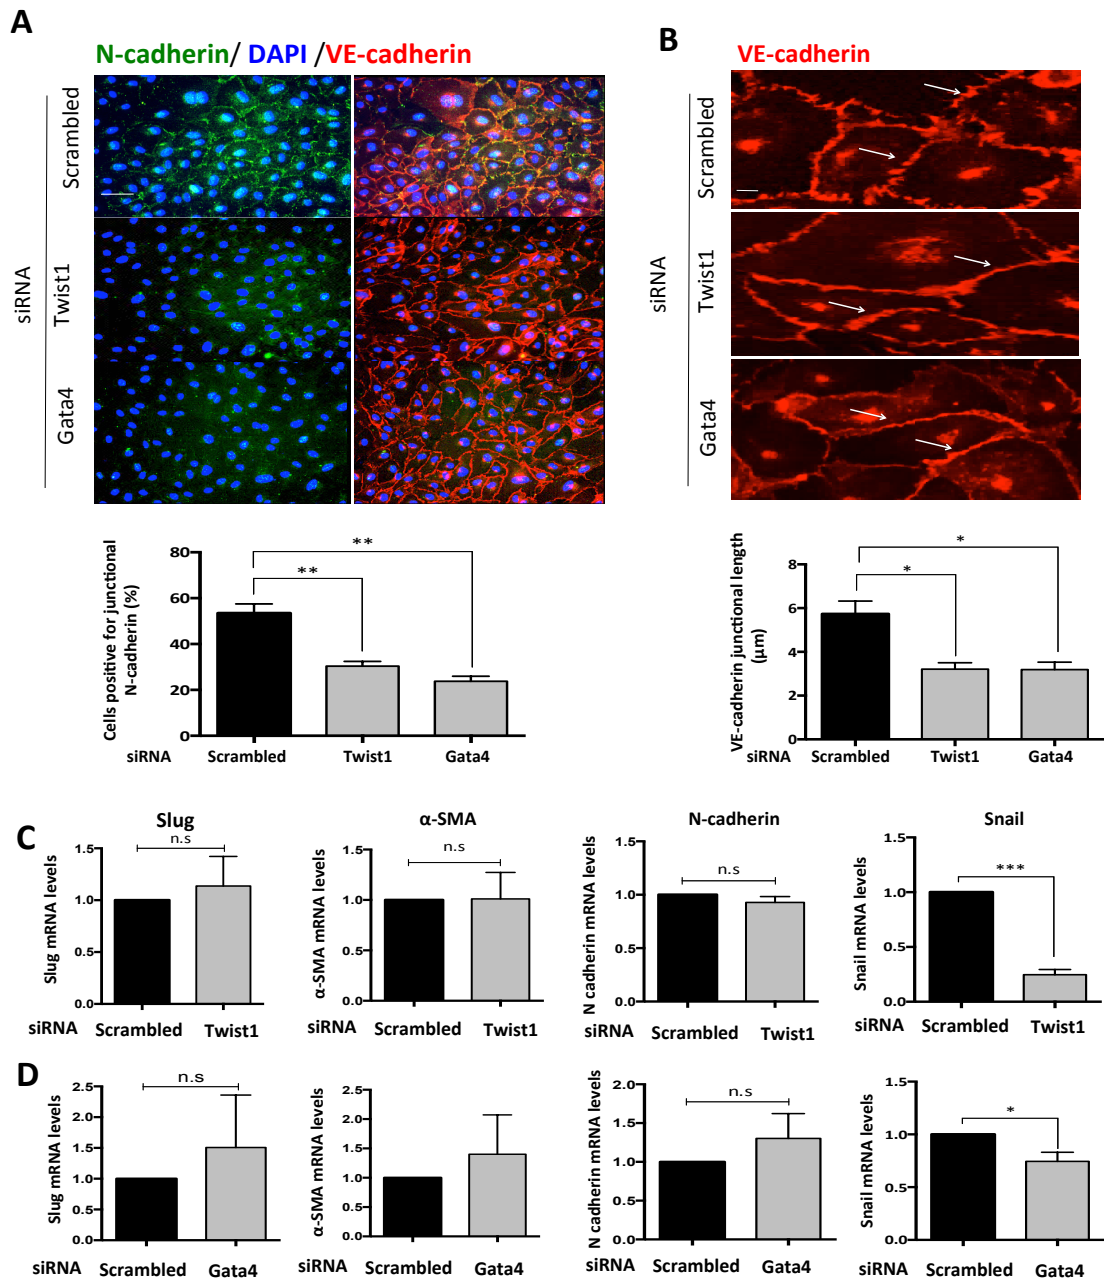 A
N-cadherin/ DAPI /VE-cadherin
siRNA
Scrambled
Twist1
Gata4
Cells positive for junctional
N-cadherin (%)
80
60
40
20
0
**
**
siRNA
Scrambled
Twist1
Gata4
B
VE-cadherin
siRNA
Scrambled
Twist1
Gata4
VE-cadherin junctional length
(μm)
8
6
4
2
0
*
*
siRNA
Scrambled
Twist1
Gata4
C
Slug
n.s
Slug mRNA levels
1.5
1.0
0.5
0.0
siRNA
Scrambled
Twist1
α-SMA
n.s
α-SMA mRNA levels
1.5
1.0
0.5
0.0
siRNA
Scrambled
Twist1
N-cadherin
n.s
N cadherin mRNA levels
1.5
1.0
0.5
0.0
siRNA
Scrambled
Twist1
Snail
***
Snail mRNA levels
1.5
1.0
0.5
0.0
siRNA
Scrambled
Twist1
D
n.s
Slug mRNA levels
2.5
2.0
1.5
1.0
0.5
0.0
siRNA
Scrambled
Gata4
α-SMA mRNA levels
2.5
2.0
1.5
1.0
0.5
0.0
siRNA
Scrambled
Gata4
n.s
N cadherin mRNA levels
2.0
1.5
1.0
0.5
0.0
siRNA
Scrambled
Gata4
*
Snail mRNA levels
1.5
1.0
0.5
0.0
siRNA
Scrambled
Gata4